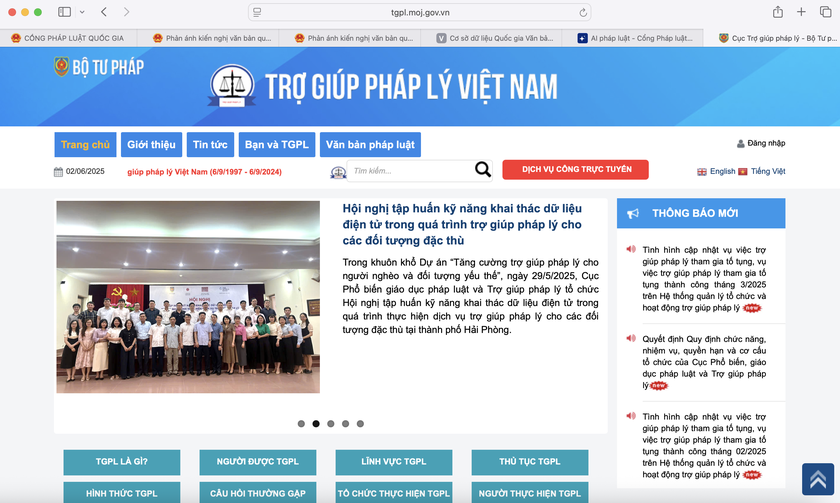 tgpl.moj.gov.vn
CỔNG PHÁP LUẬT QUỐC GIA
Phản ánh kiến nghị văn bản qu...
Phản ánh kiến nghị văn bản qu...
Cơ sở dữ liệu Quốc gia Văn bả...
AI pháp luật - Cổng Pháp luật...
Cục Trợ giúp pháp lý - Bộ Tư p...
BỘ TƯ PHÁP
TRỢ GIÚP PHÁP LÝ VIỆT NAM
Trang chủ
Giới thiệu
Tin tức
Bạn và TGPL
Văn bản pháp luật
Đăng nhập
02/06/2025
giúp pháp lý Việt Nam (6/9/1997 - 6/9/2024)
Tìm kiếm...
DỊCH VỤ CÔNG TRỰC TUYẾN
English
Tiếng Việt
Hội nghị tập huấn kỹ năng khai thác dữ liệu
điện tử trong quá trình trợ giúp pháp lý cho
các đối tượng đặc thù
Trong khuôn khổ Dự án “Tăng cường trợ giúp pháp lý cho
người nghèo và đối tượng yếu thế”, ngày 29/5/2025, Cục
Phổ biến giáo dục pháp luật và Trợ giúp pháp lý tổ chức
Hội nghị tập huấn kỹ năng khai thác dữ liệu điện tử trong
quá trình thực hiện dịch vụ trợ giúp pháp lý cho các đối
tượng đặc thù tại thành phố Hải Phòng.
HỘI NGHỊ
THÔNG BÁO MỚI
Tình hình cập nhật vụ việc trợ
giúp pháp lý tham gia tố tụng, vụ
việc trợ giúp pháp lý tham gia tố
tụng thành công tháng 3/2025
trên Hệ thống quản lý tổ chức và
hoạt động trợ giúp pháp lý new
Quyết định Quy định chức năng,
nhiệm vụ, quyền hạn và cơ cấu
tổ chức của Cục Phổ biến, giáo
dục pháp luật và Trợ giúp pháp
lý new
Tình hình cập nhật vụ việc trợ
giúp pháp lý tham gia tố tụng, vụ
việc trợ giúp pháp lý tham gia tố
tụng thành công tháng 02/2025
trên Hệ thống quản lý tổ chức và
hoạt động trợ giúp pháp lý new
TGPL LÀ GÌ?
NGƯỜI ĐƯỢC TGPL
LĨNH VỰC TGPL
THỦ TỤC TGPL
HÌNH THỨC TGPL
CÂU HỎI THƯỜNG GẶP
TỔ CHỨC THỰC HIỆN TGPL
NGƯỜI THỰC HIỆN TGPL